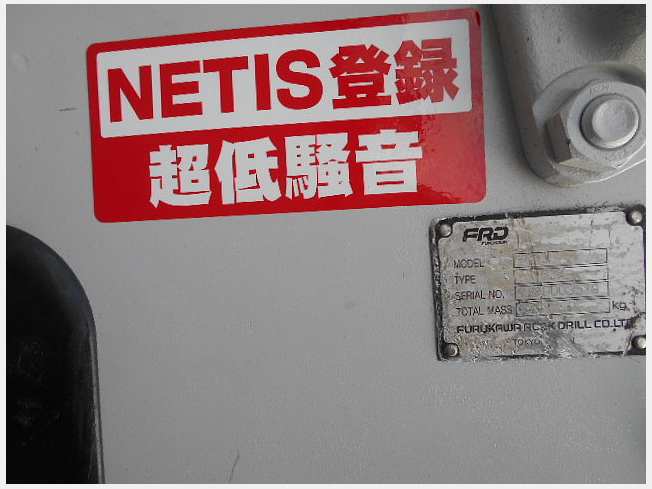 NETIS登録
超低騒音
FRD
FURUKAWA
MODEL
TYPE
SERIAL NO.
TOTAL MASS kg
FURUKAWA ROCK DRILL CO.LTD
TOKYO